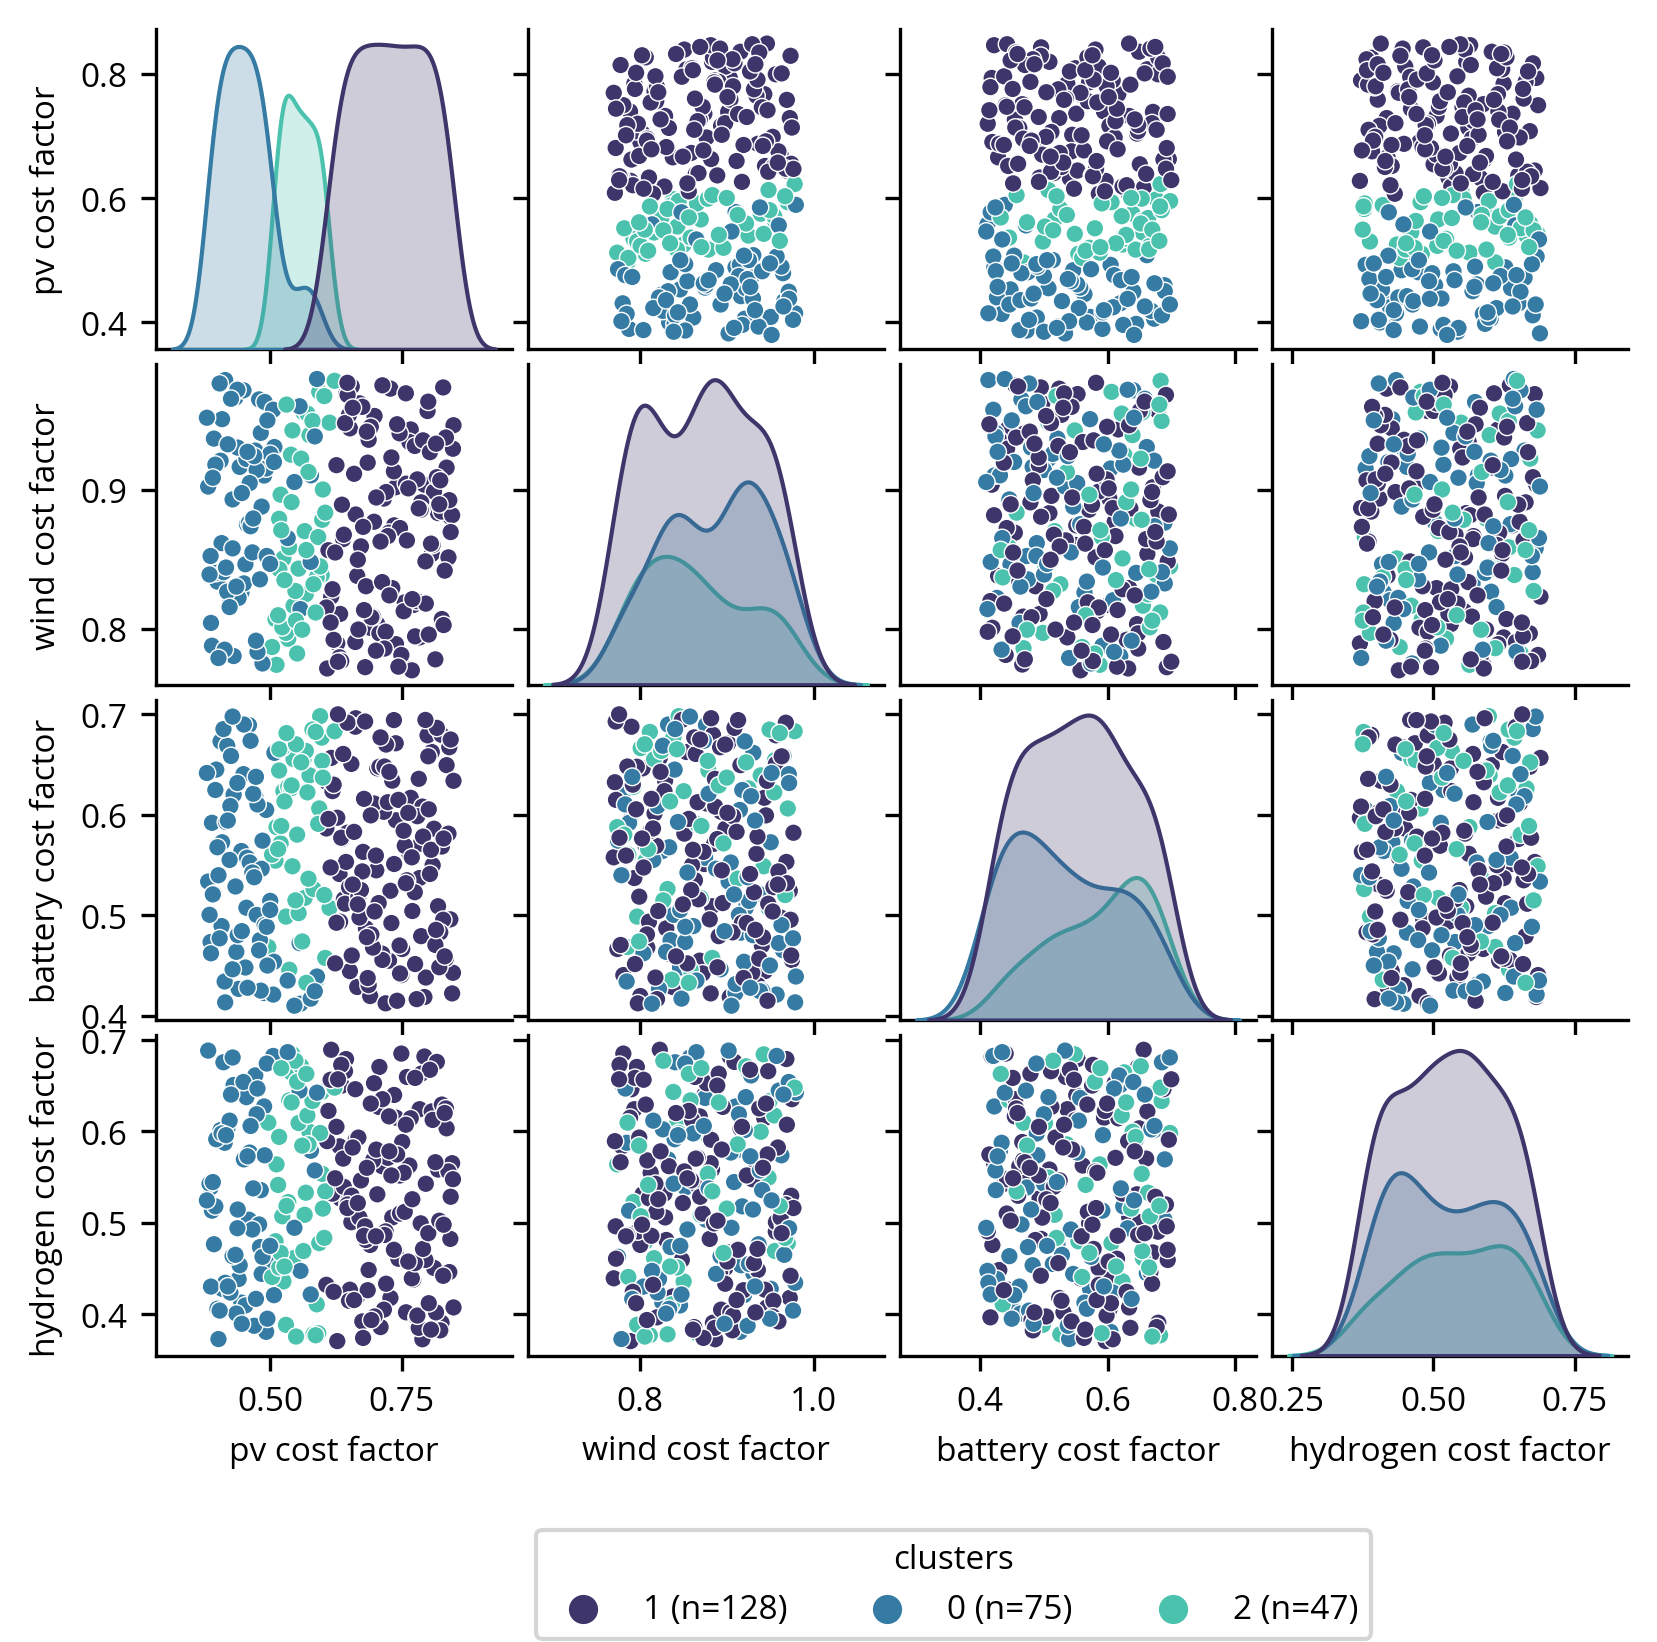 pv cost factor
0.8
0.6
0.4
wind cost factor
0.9
0.8
battery cost factor
0.7
0.6
0.5
0.4
hydrogen cost factor
0.7
0.6
0.5
0.4
0.50 0.75 0.8 1.0 0.4 0.6 0.8 0.25 0.50 0.75
pv cost factor wind cost factor battery cost factor hydrogen cost factor
clusters
1 (n=128) 0 (n=75) 2 (n=47)